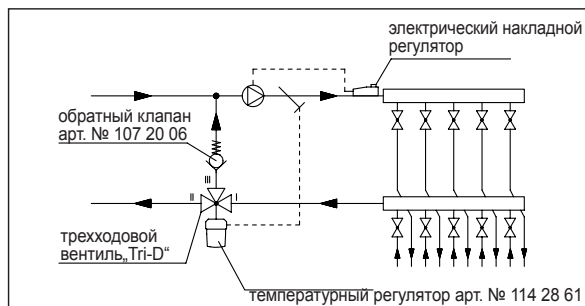 электрический накладной
регулятор
обратный клапан
арт. № 107 20 06
III
II
I
трехходовой
вентиль„Tri-D“
температурный регулятор арт. № 114 28 61